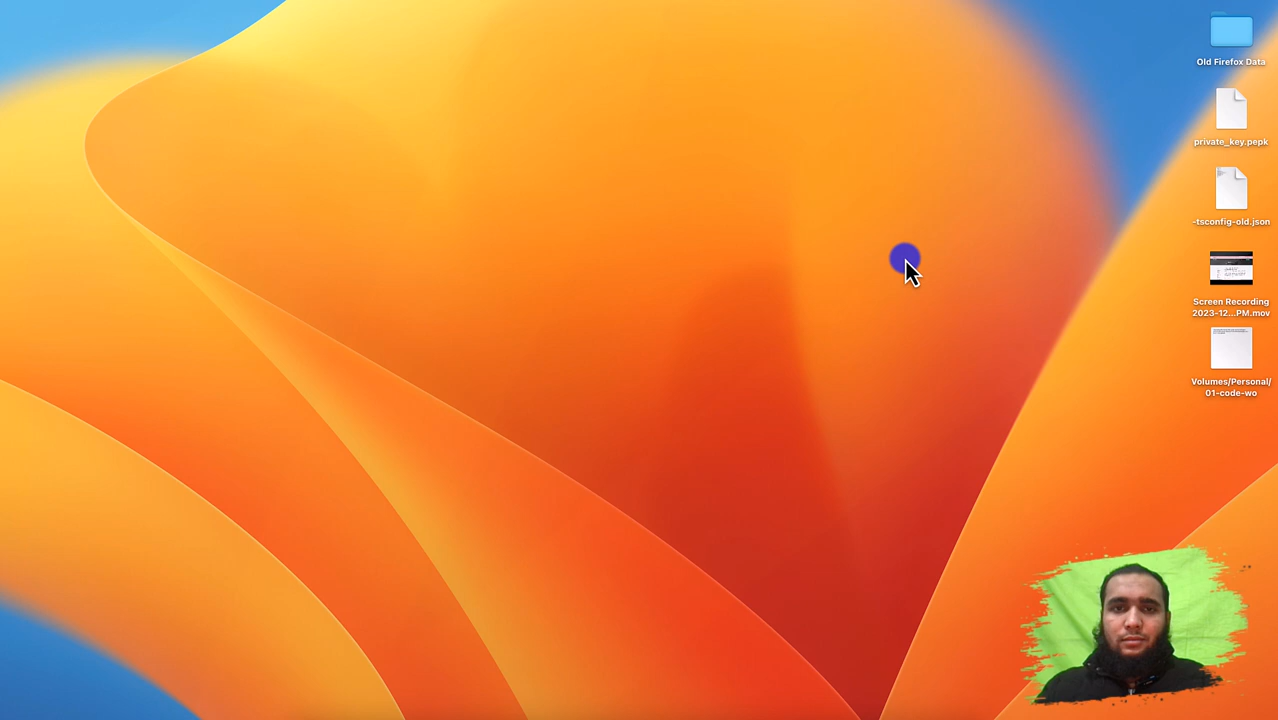 Old Firefox Data
private_key.pepk
-tsconfig-old.json
Screen Recording
2023-12...PM.mov
Volumes/Personal/
01-code-wo